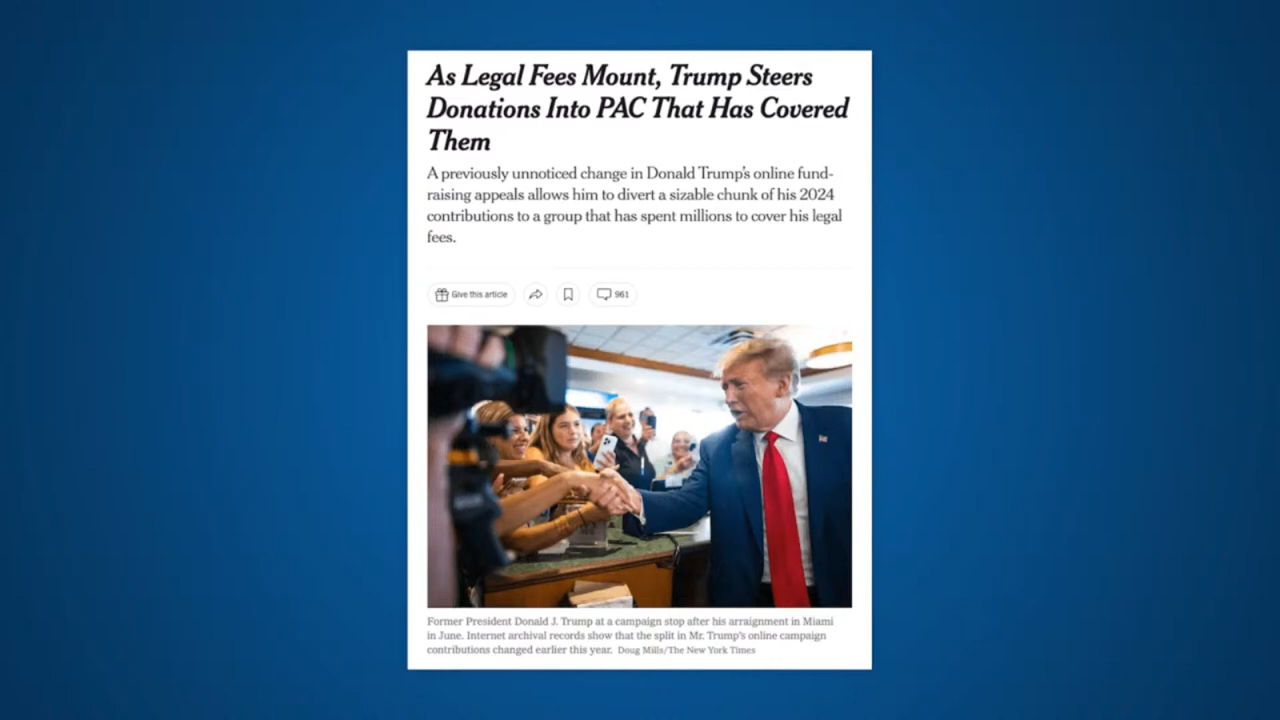 As Legal Fees Mount, Trump Steers
Donations Into PAC That Has Covered
Them
A previously unnoticed change in Donald Trump's online fund-
raising appeals allows him to divert a sizable chunk of his 2024
contributions to a group that has spent millions to cover his legal
fees.
Give this article
961
Former President Donald J. Trump at a campaign stop after his arraignment in Miami
in June. Internet archival records show that the split in Mr. Trump's online campaign
contributions changed earlier this year. Doug Mills/The New York Times